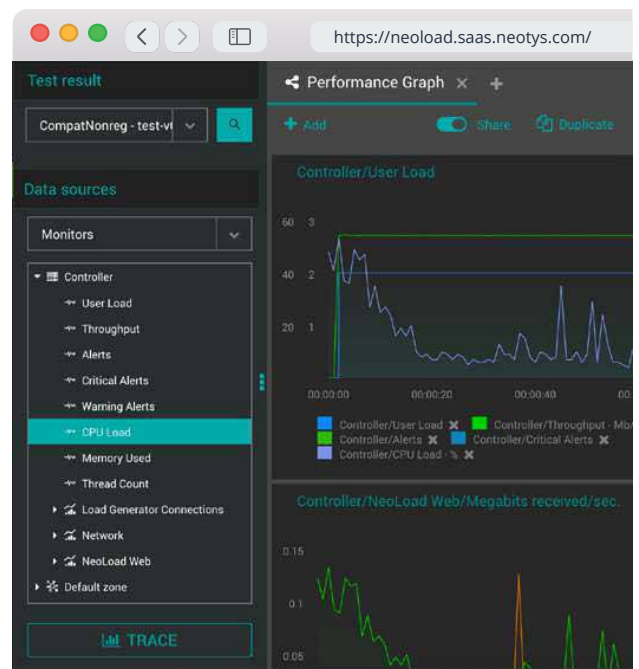 https://neoload.saas.neotys.com/
Test result
CompatNonreg - test-v
Data sources
Monitors
Controller
User Load
Throughput
Alerts
Critical Alerts
Warning Alerts
CPU Load
Memory Used
Thread Count
Load Generator Connections
Network
NeoLoad Web
Default zone
TRACE
Performance Graph × +
+ Add Share Duplicate
Controller/User Load
60 3
40 2
20 1
00:00:00 00:00:20 00:00:40 00:
Controller/User Load Controller/Throughput - Mb/
Controller/Alerts Controller/Critical Alerts
Controller/CPU Load - %
Controller/NeoLoad Web/Megabits received/sec.
0.15
0.1
0.05